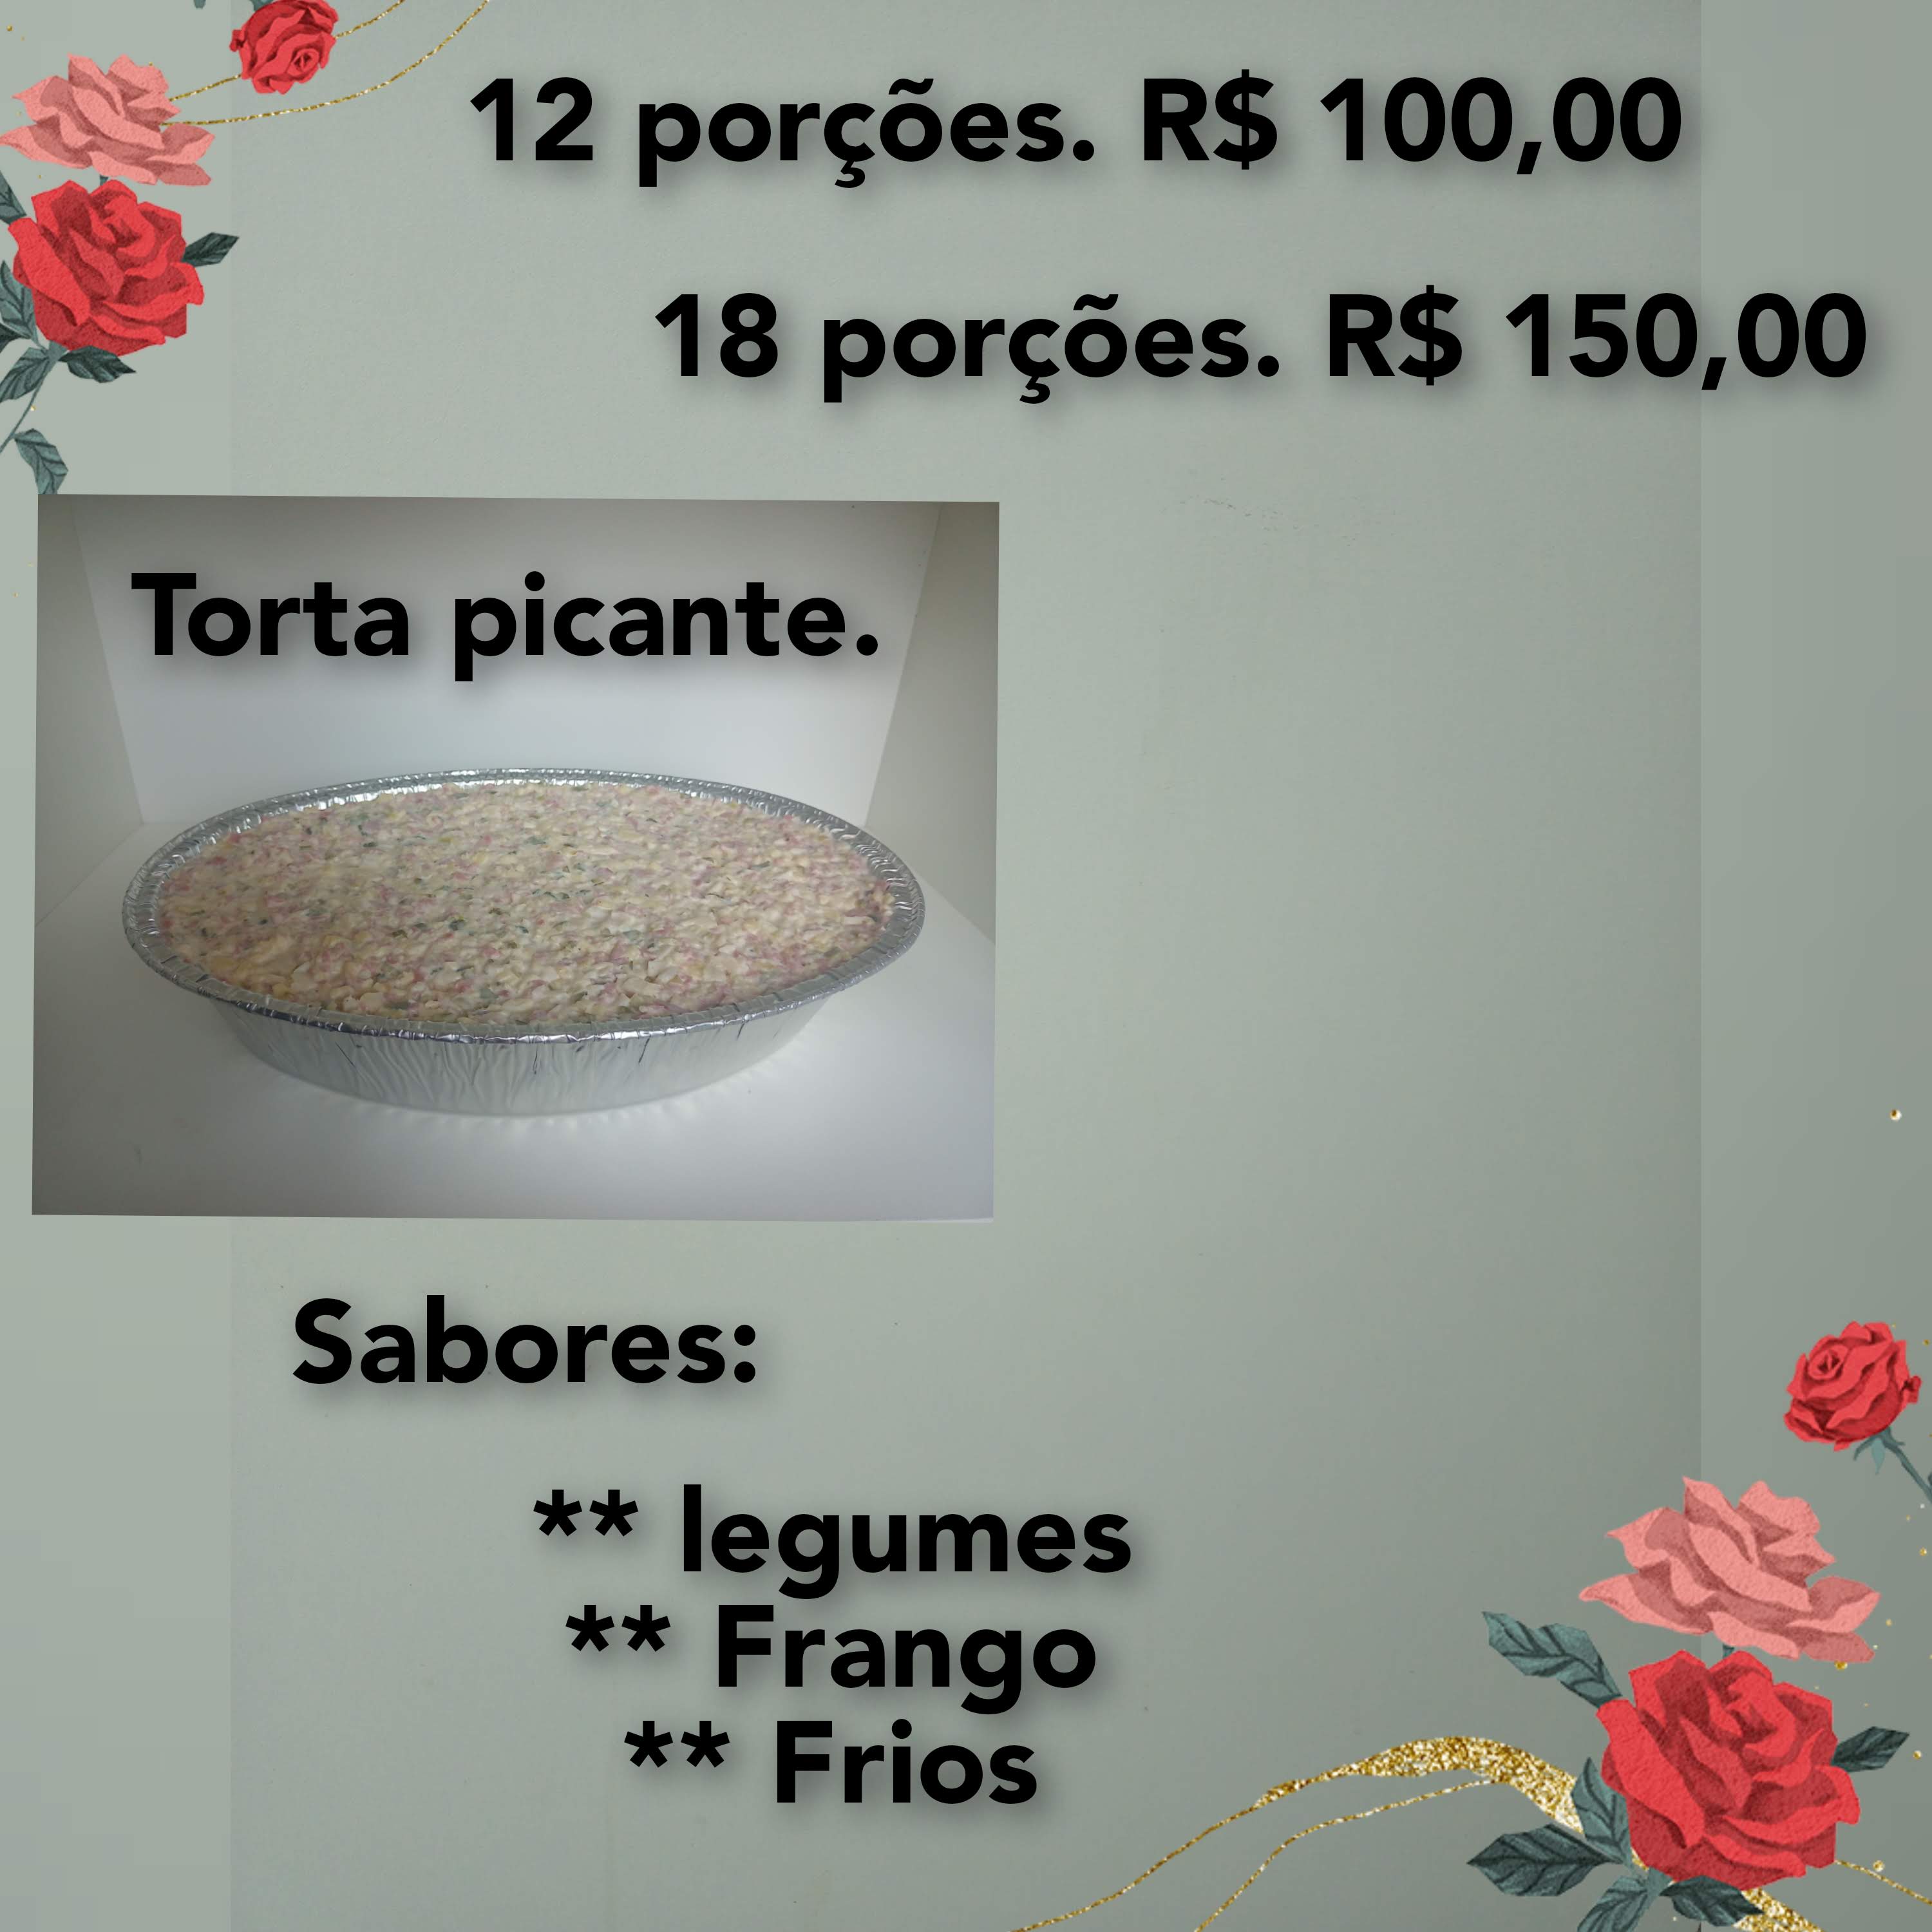 12 porções. R$ 100,00
18 porções. R$ 150,00
Torta picante.
Sabores:
** legumes
** Frango
** Frios